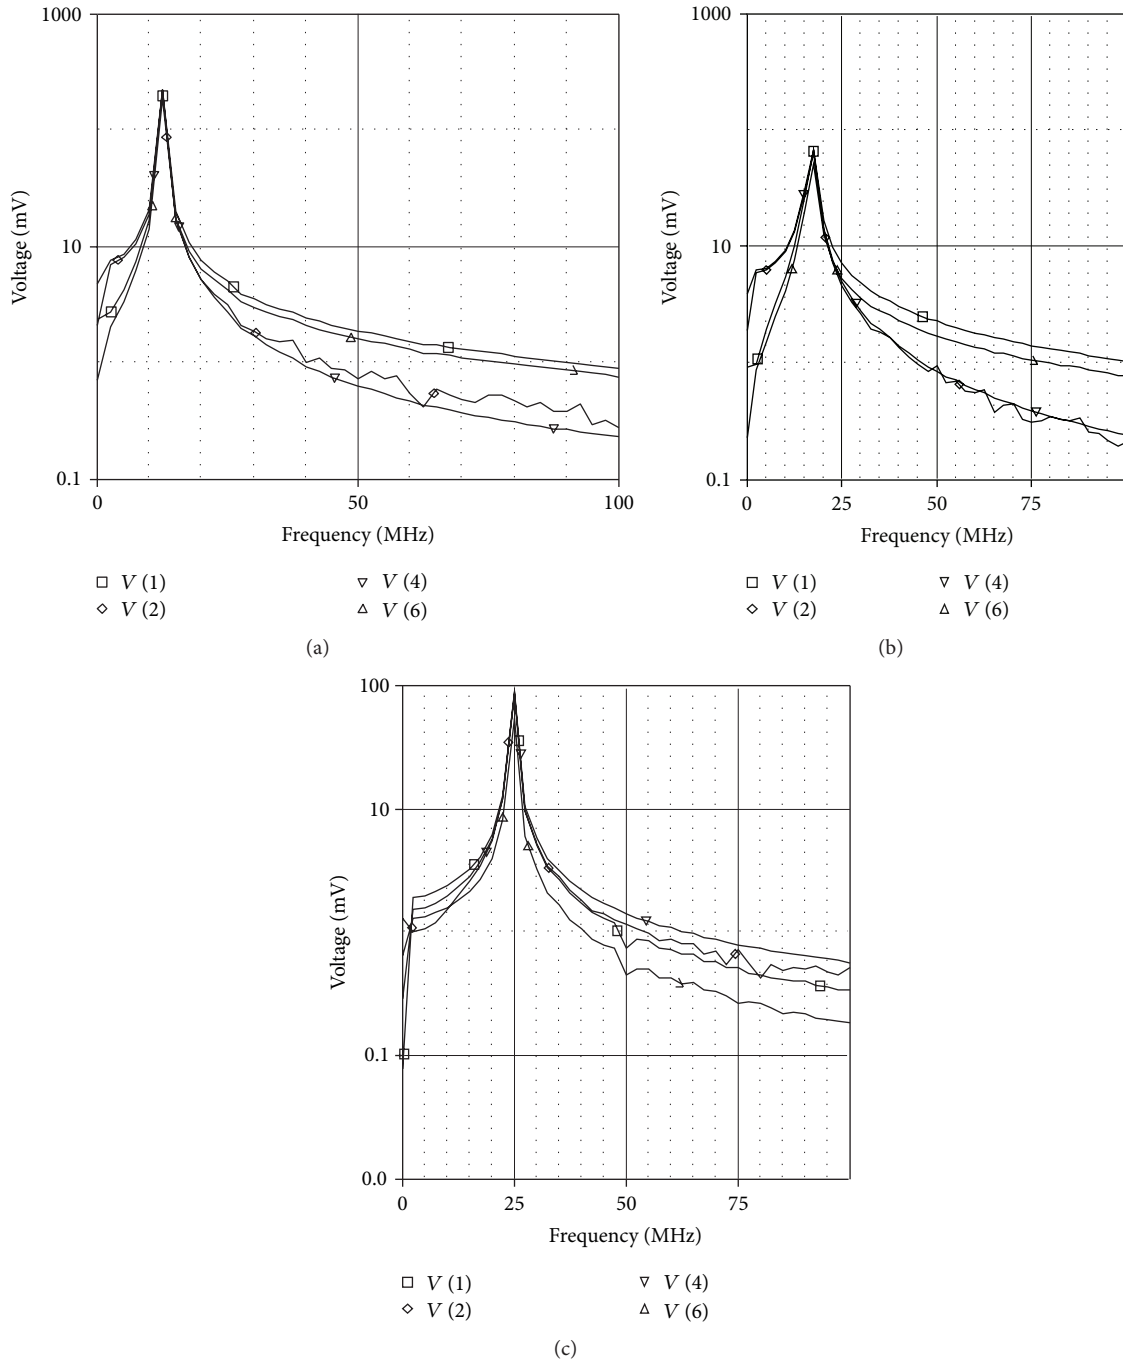 1000
10
0.1
Voltage (mV)
0
50
100
Frequency (MHz)
V (1)
V (4)
V (2)
V (6)
(a)
1000
10
0.1
Voltage (mV)
0
25
50
75
Frequency (MHz)
V (1)
V (4)
V (2)
V (6)
(b)
100
10
0.1
0.0
Voltage (mV)
0
25
50
75
Frequency (MHz)
V (1)
V (4)
V (2)
V (6)
(c)